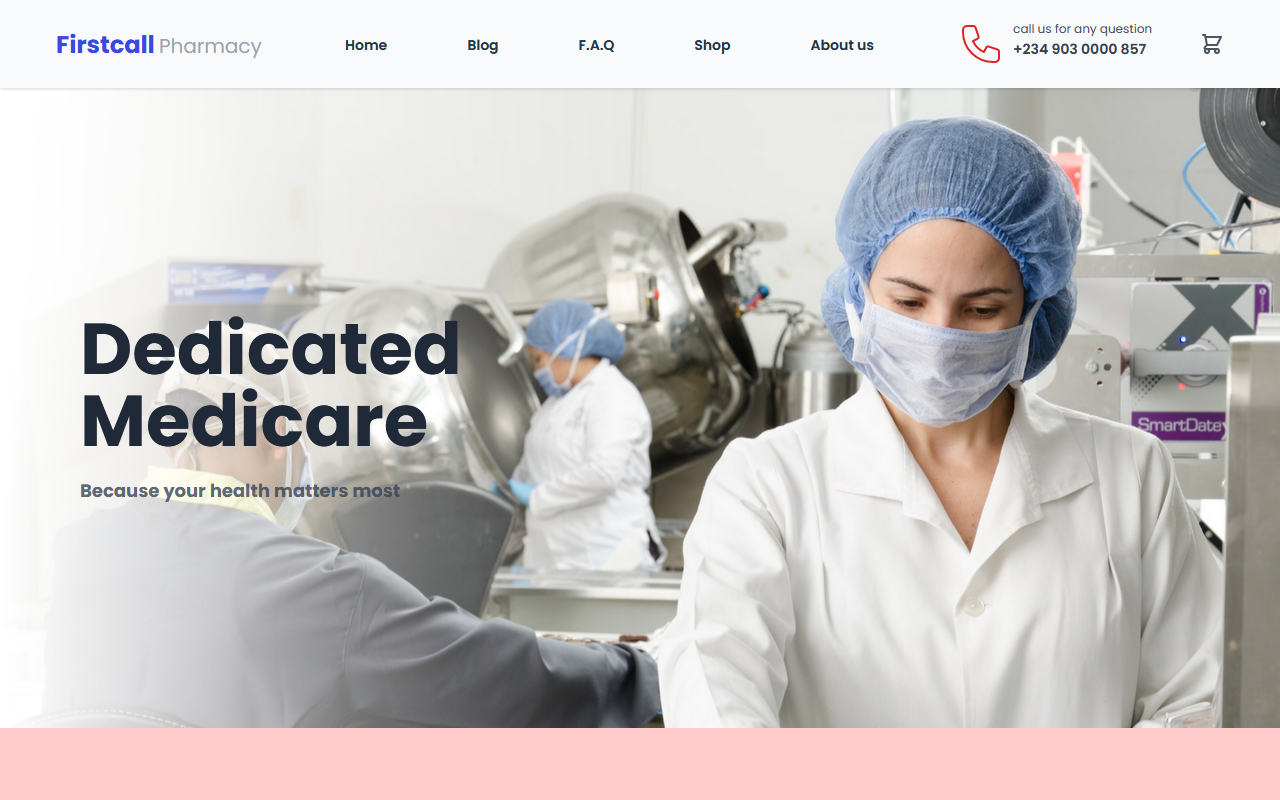 Firstcall Pharmacy
Home
Blog
F.A.Q
Shop
About us
call us for any question
+234 903 0000 857
Dedicated
Medicare
Because your health matters most
SmartDate